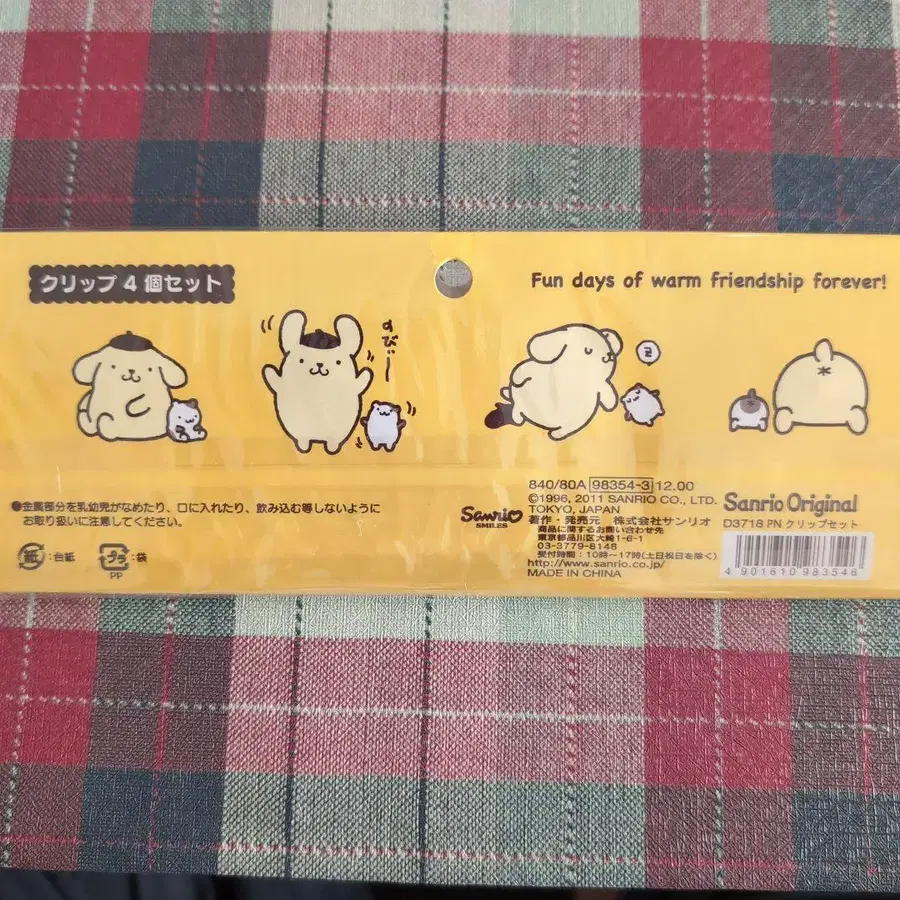 クリップ4個セット
Fun days of warm friendship forever!
のびー
●金属部分を乳幼児がなめたり、口に入れたり、飲み込む等しないように
お取り扱いに注意してください。
紙:台紙
プラ:袋
PP
Sanrio
SMILES
840/80A 98354-3 12.00
©1996, 2011 SANRIO CO., LTD.
TOKYO, JAPAN
著作・発売元 株式会社サンリオ
商品に関するお問い合わせ先
東京都品川区大崎1-6-1
03-3779-8148
受付時間:10時~17時(土日祝日を除く)
http://www.sanrio.co.jp/
MADE IN CHINA
Sanrio Original
D3718 PN クリップセット
4 901610 983546